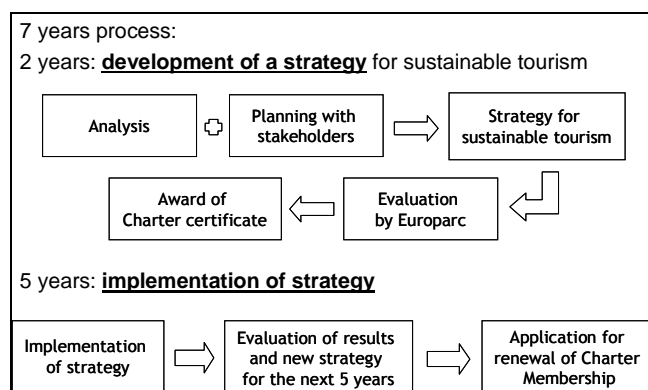 7 years process:
2 years: development of a strategy for sustainable tourism
Analysis
Planning with
stakeholders
Strategy for
sustainable tourism
Award of
Charter certificate
Evaluation
by Europarc
5 years: implementation of strategy
Implementation
of strategy
Evaluation of results
and new strategy
for the next 5 years
Application for
renewal of Charter
Membership